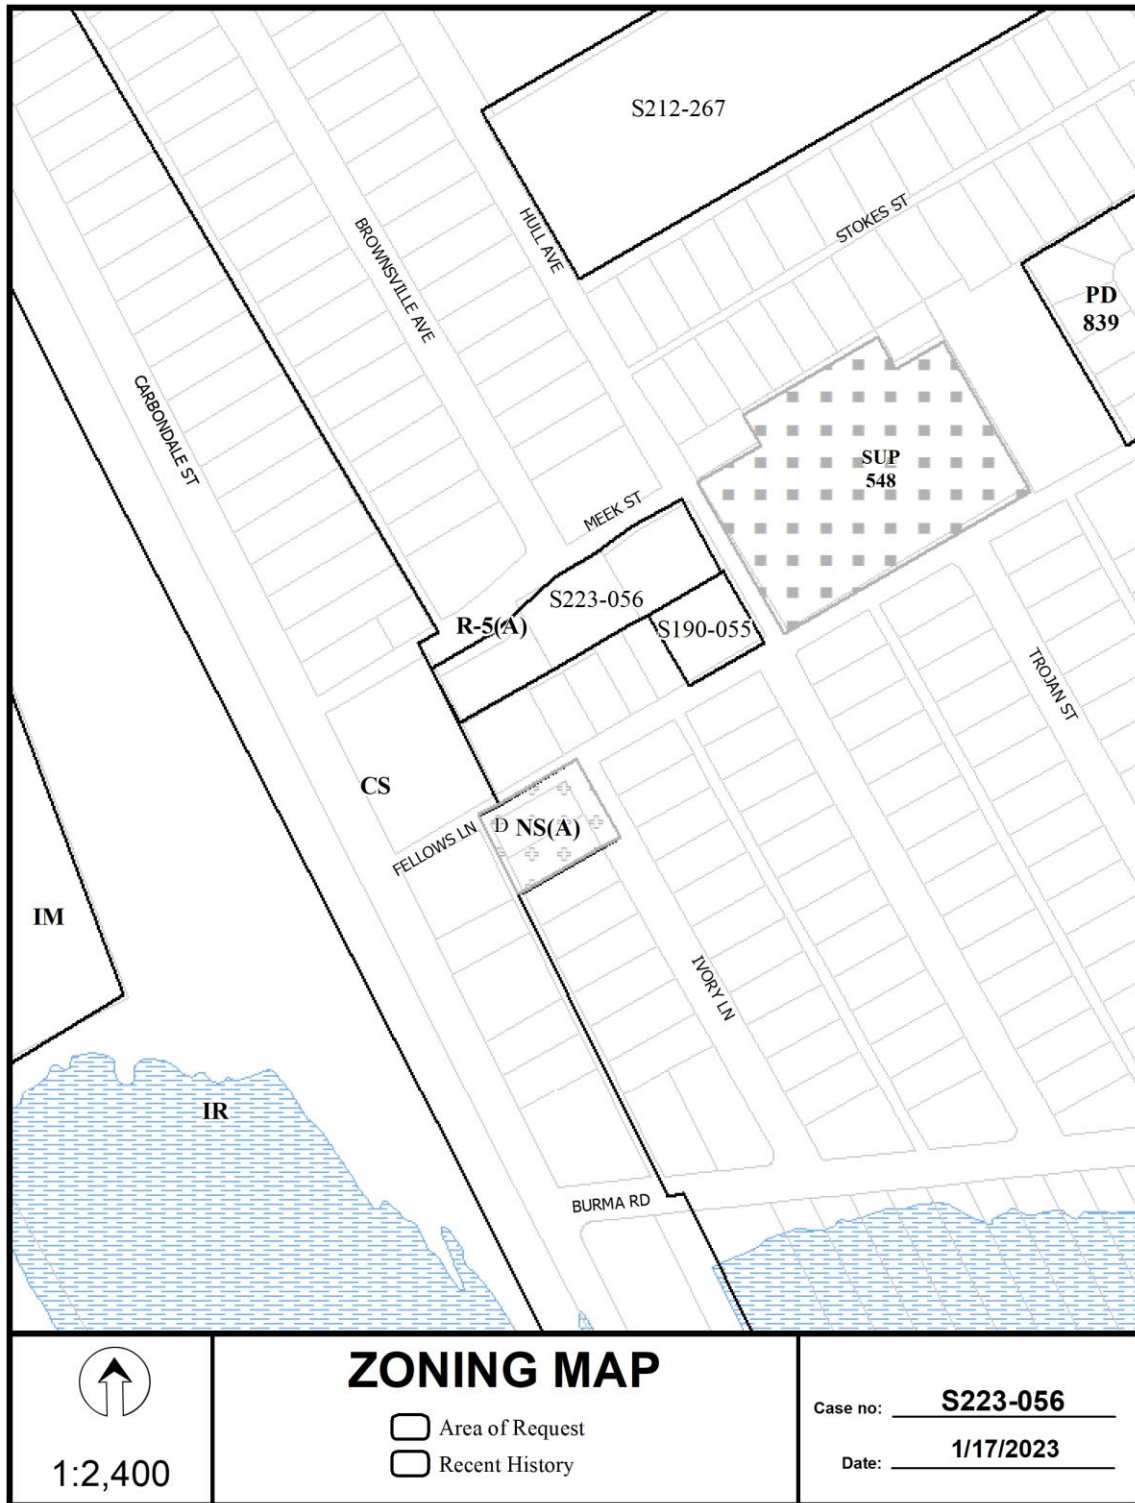 S212-267
HULL AVE
STOKES ST
BROWNSVILLE AVE
PD
839
CARBONDALE ST
SUP
548
MEEK ST
S223-056
R-5(A)
S190-055
TROJAN ST
CS
D NS(A)
FELLOWS LN
IM
IVORY LN
IR
BURMA RD
1:2,400
ZONING MAP
Area of Request
Recent History
Case no: S223-056
Date: 1/17/2023